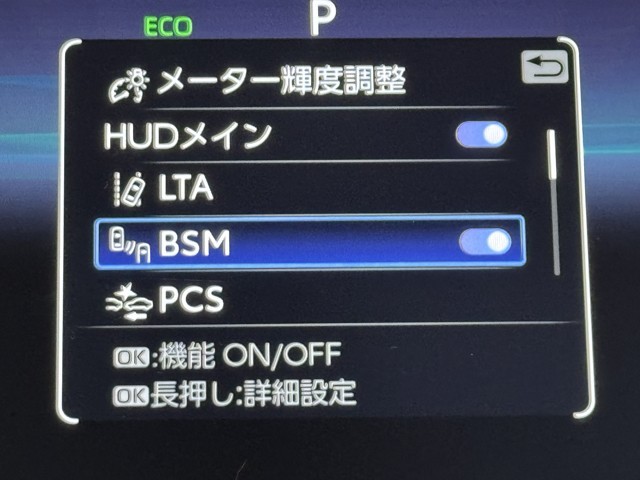 ECO P
メーター輝度調整
HUDメイン
LTA
BSM
PCS
OK:機能 ON/OFF
OK長押し:詳細設定